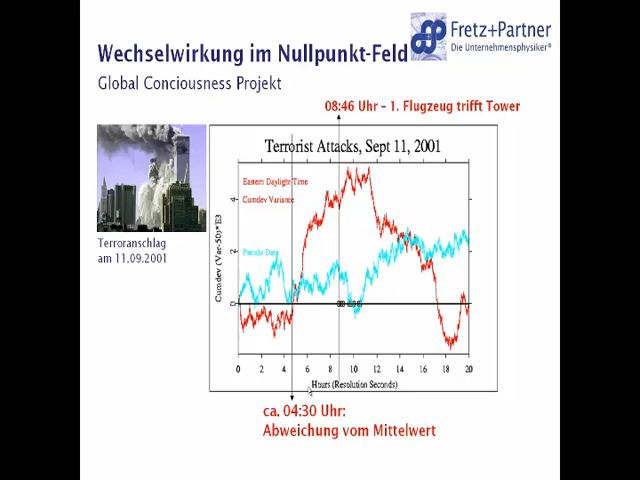 Fretz+Partner
Die Unternehmensphysiker®
Wechselwirkung im Nullpunkt-Feld
Global Conciousness Projekt
08:46 Uhr - 1. Flugzeug trifft Tower
Terrorist Attacks, Sept 11, 2001
Eastern Daylight Time
Cumdev Variance
Pseudo Data
Cumdev (Var-50)*E3
4
2
0
0 2 4 6 8 10 12 14 16 18 20
Hours (Resolution Seconds)
Terroranschlag
am 11.09.2001
ca. 04:30 Uhr:
Abweichung vom Mittelwert